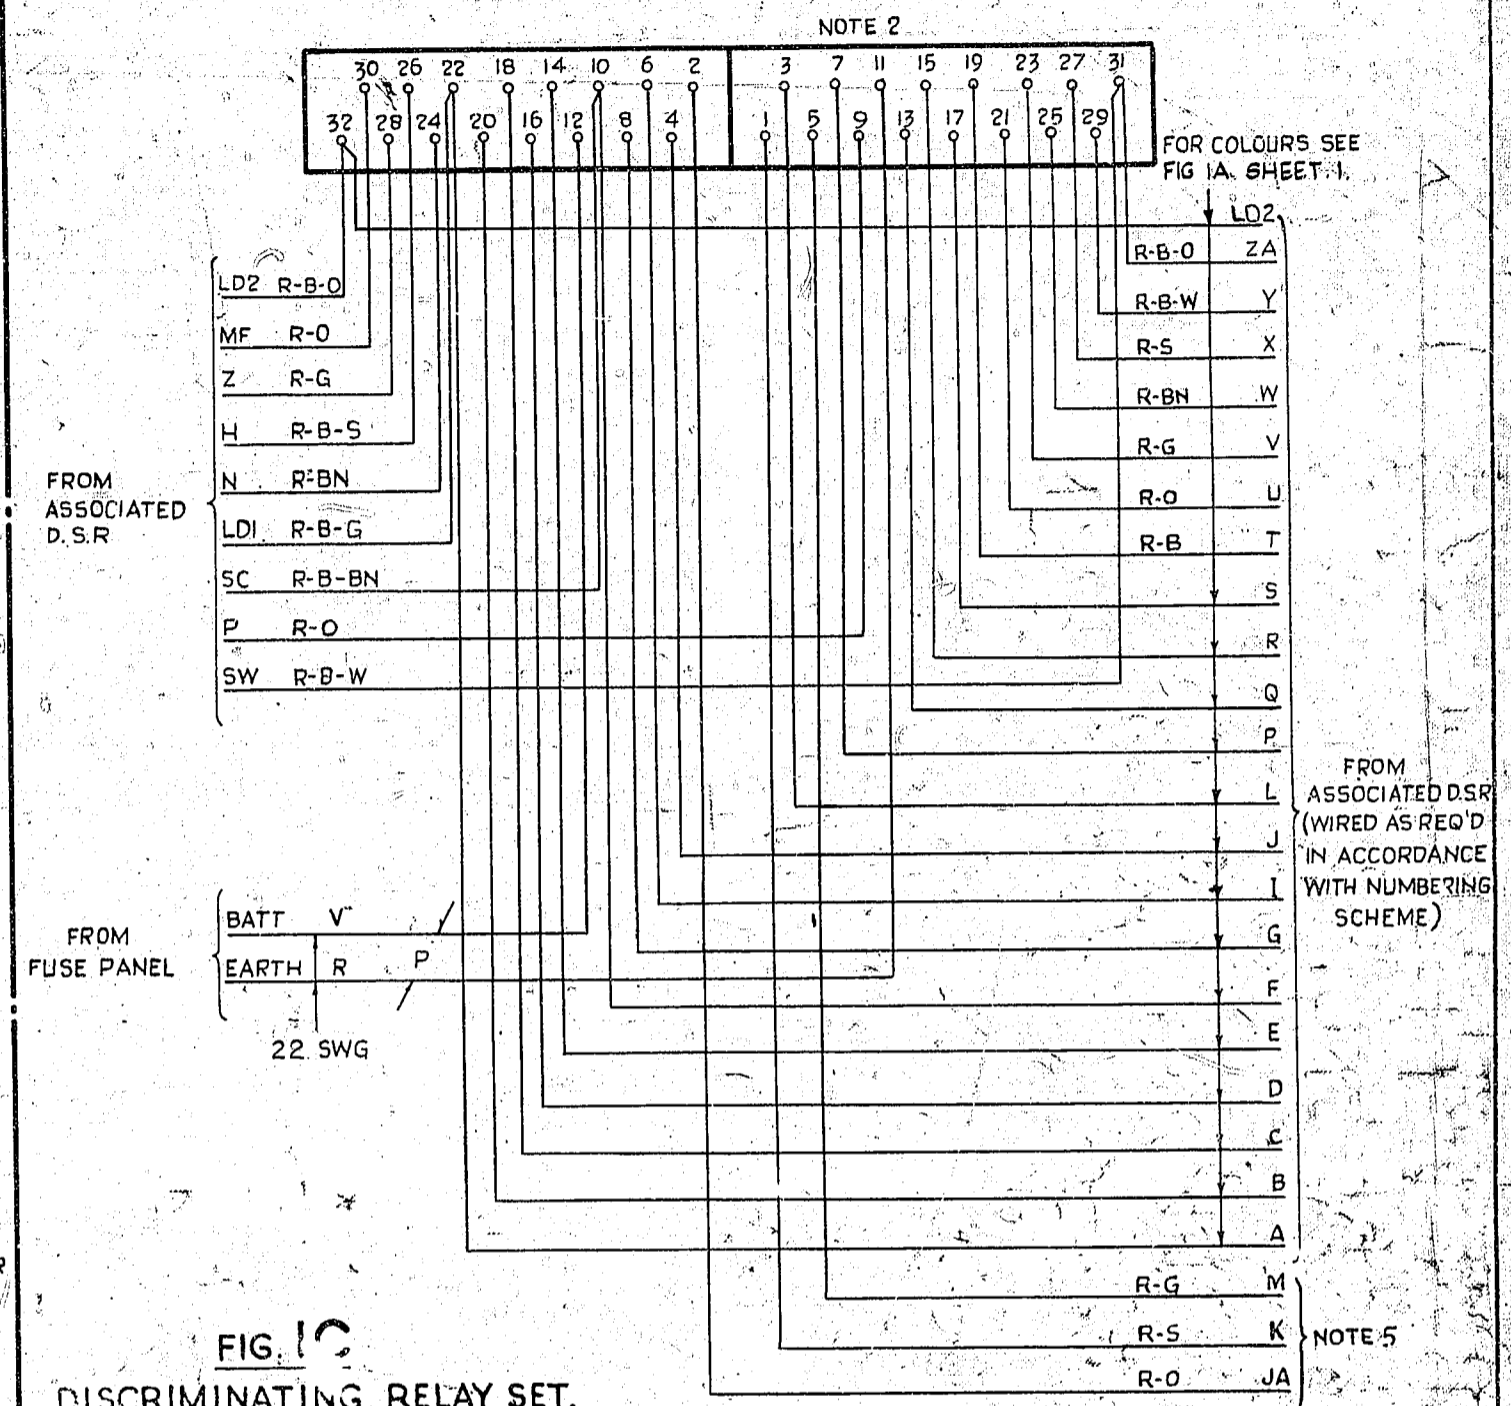 NOTE 2
30 26 22 18 14 10 6 2 3 7 11 15 19 23 27 31
32 28 24 20 16 12 8 4 1 5 9 13 17 21 25 29
FOR COLOURS SEE
FIG 1A. SHEET. 1.
LD2
R-B-O ZA
R-B-W Y
R-S X
R-BN W
R-G V
R-O U
R-B T
S
R
Q
P
L
J
I
G
F
E
D
C
B
A
FROM
ASSOCIATED D.S.R
(WIRED AS REQ'D
IN ACCORDANCE
WITH NUMBERING
SCHEME)
R-G M
R-S K
R-O JA
NOTE 5
FROM
ASSOCIATED
D.S.R
LD2 R-B-O
MF R-O
Z R-G
H R-B-S
N R-BN
LD1 R-B-G
SC R-B-BN
P R-O
SW R-B-W
FROM
FUSE PANEL
BATT V
EARTH R P
22 SWG
FIG. 1C
DISCRIMINATING RELAY SET.